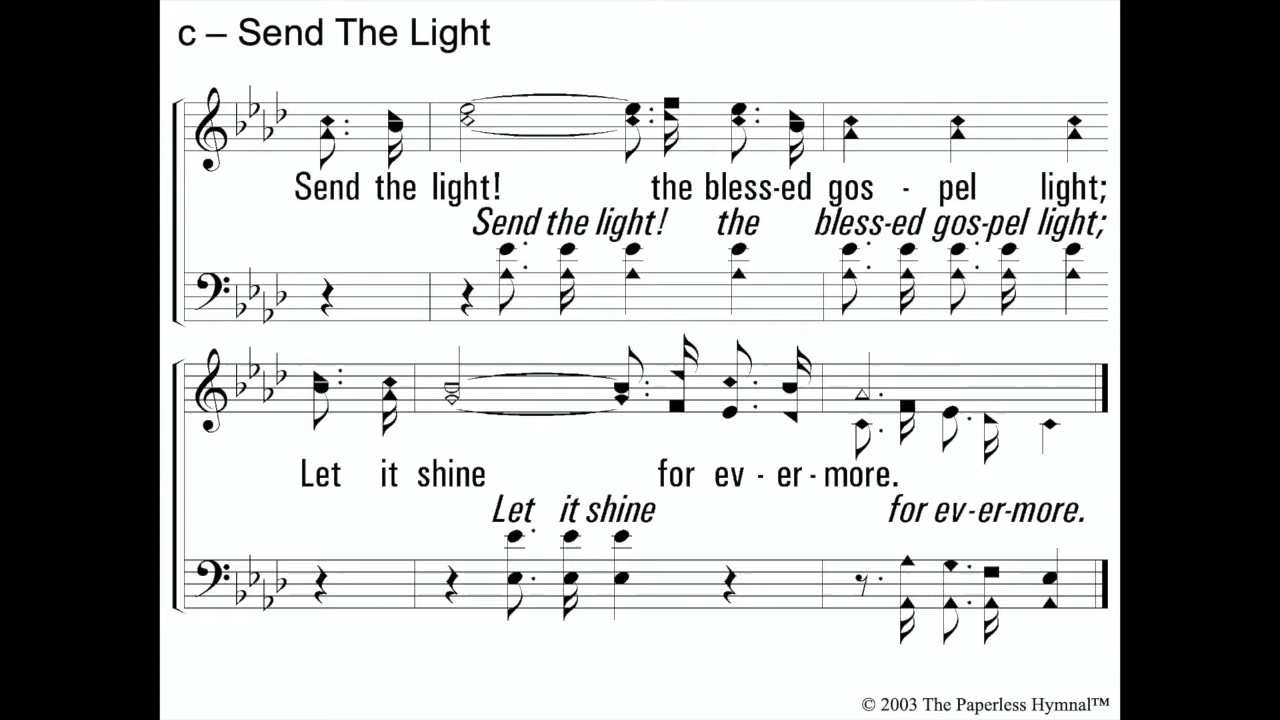 c – Send The Light
Send the light! the bless-ed gos - pel light;
Send the light! the bless-ed gos-pel light;
Let it shine for ev - er - more.
Let it shine for ev-er-more.
© 2003 The Paperless Hymnal™